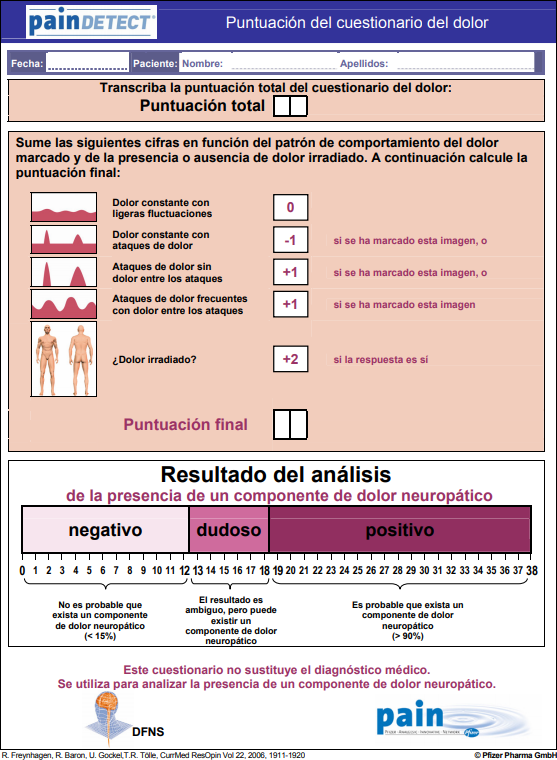 painDETECT®
Puntuación del cuestionario del dolor
Fecha: Paciente: Nombre: Apellidos:
Transcriba la puntuación total del cuestionario del dolor:
Puntuación total
Sume las siguientes cifras en función del patrón de comportamiento del dolor
marcado y de la presencia o ausencia de dolor irradiado. A continuación calcule la
puntuación final:
Dolor constante con
ligeras fluctuaciones
0
Dolor constante con
ataques de dolor
-1
si se ha marcado esta imagen, o
Ataques de dolor sin
dolor entre los ataques
+1
si se ha marcado esta imagen, o
Ataques de dolor frecuentes
con dolor entre los ataques
+1
si se ha marcado esta imagen
¿Dolor irradiado?
+2
si la respuesta es si
Puntuación final
Resultado del análisis
de la presencia de un componente de dolor neuropático
negativo dudoso positivo
0 1 2 3 4 5 6 7 8 9 10 11 12 13 14 15 16 17 18 19 20 21 22 23 24 25 26 27 28 29 30 31 32 33 34 35 36 37 38
No es probable que
exista un componente
de dolor neuropático
(< 15%)
El resultado es
ambiguo, pero puede
existir un
componente de dolor
neuropático
Es probable que exista un
componente de dolor
neuropático
(> 90%)
Este cuestionario no sustituye el diagnóstico médico.
Se utiliza para analizar la presencia de un componente de dolor neuropático.
DFNS
pain
Pfizer
R. Freynhagen, R. Baron, U. Gockel,T.R. Tölle, CurrMed ResOpin Vol 22, 2006, 1911-1920
© Pfizer Pharma GmbH